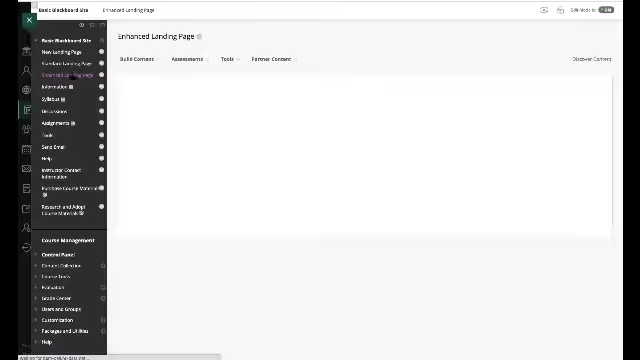 Basic Blackboard Site
Enhanced Landing Page
Edit Mode is:
ON
Basic Blackboard Site
New Landing Page
Standard Landing Page
Enhanced Landing Page
Information
Syllabus
Discussions
Assignments
Tools
Send Email
Help
Instructor Contact
Information
Purchase Course Materials
Research and Adopt
Course Materials
Course Management
Control Panel
Content Collection
Course Tools
Evaluation
Grade Center
Users and Groups
Customization
Packages and Utilities
Help
Enhanced Landing Page
Build Content
Assessments
Tools
Partner Content
Discover Content